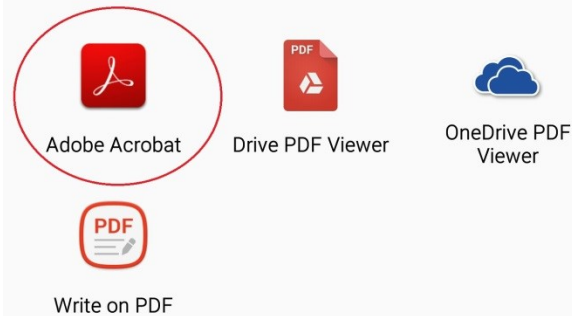 PDF
Adobe Acrobat
Drive PDF Viewer
OneDrive PDF
Viewer
PDF
Write on PDF